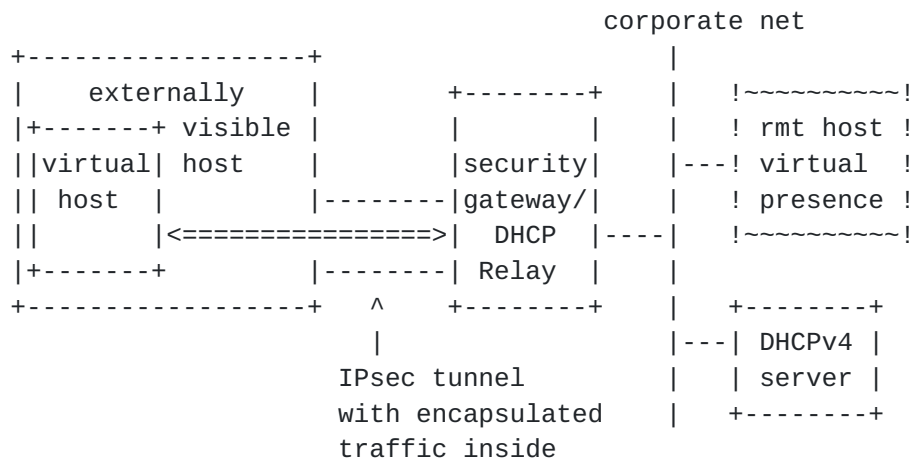 corporate net
 +------------------+                       |
 |    externally    |        +--------+     |   !~~~~~~~~~~!
 |+-------+ visible |        |        |     |   ! rmt host !
 ||virtual| host    |        |security|     |---! virtual  !
 || host  |         |--------|gateway/|     |   ! presence !
 ||       |<================>|  DHCP  |----|    !~~~~~~~~~~!
 |+-------+         |--------| Relay  |     |
 +------------------+   ^    +--------+     |   +--------+
                        |                   |---| DHCPv4 |
                      IPsec tunnel          |   | server |
                      with encapsulated     |   +--------+
                      traffic inside